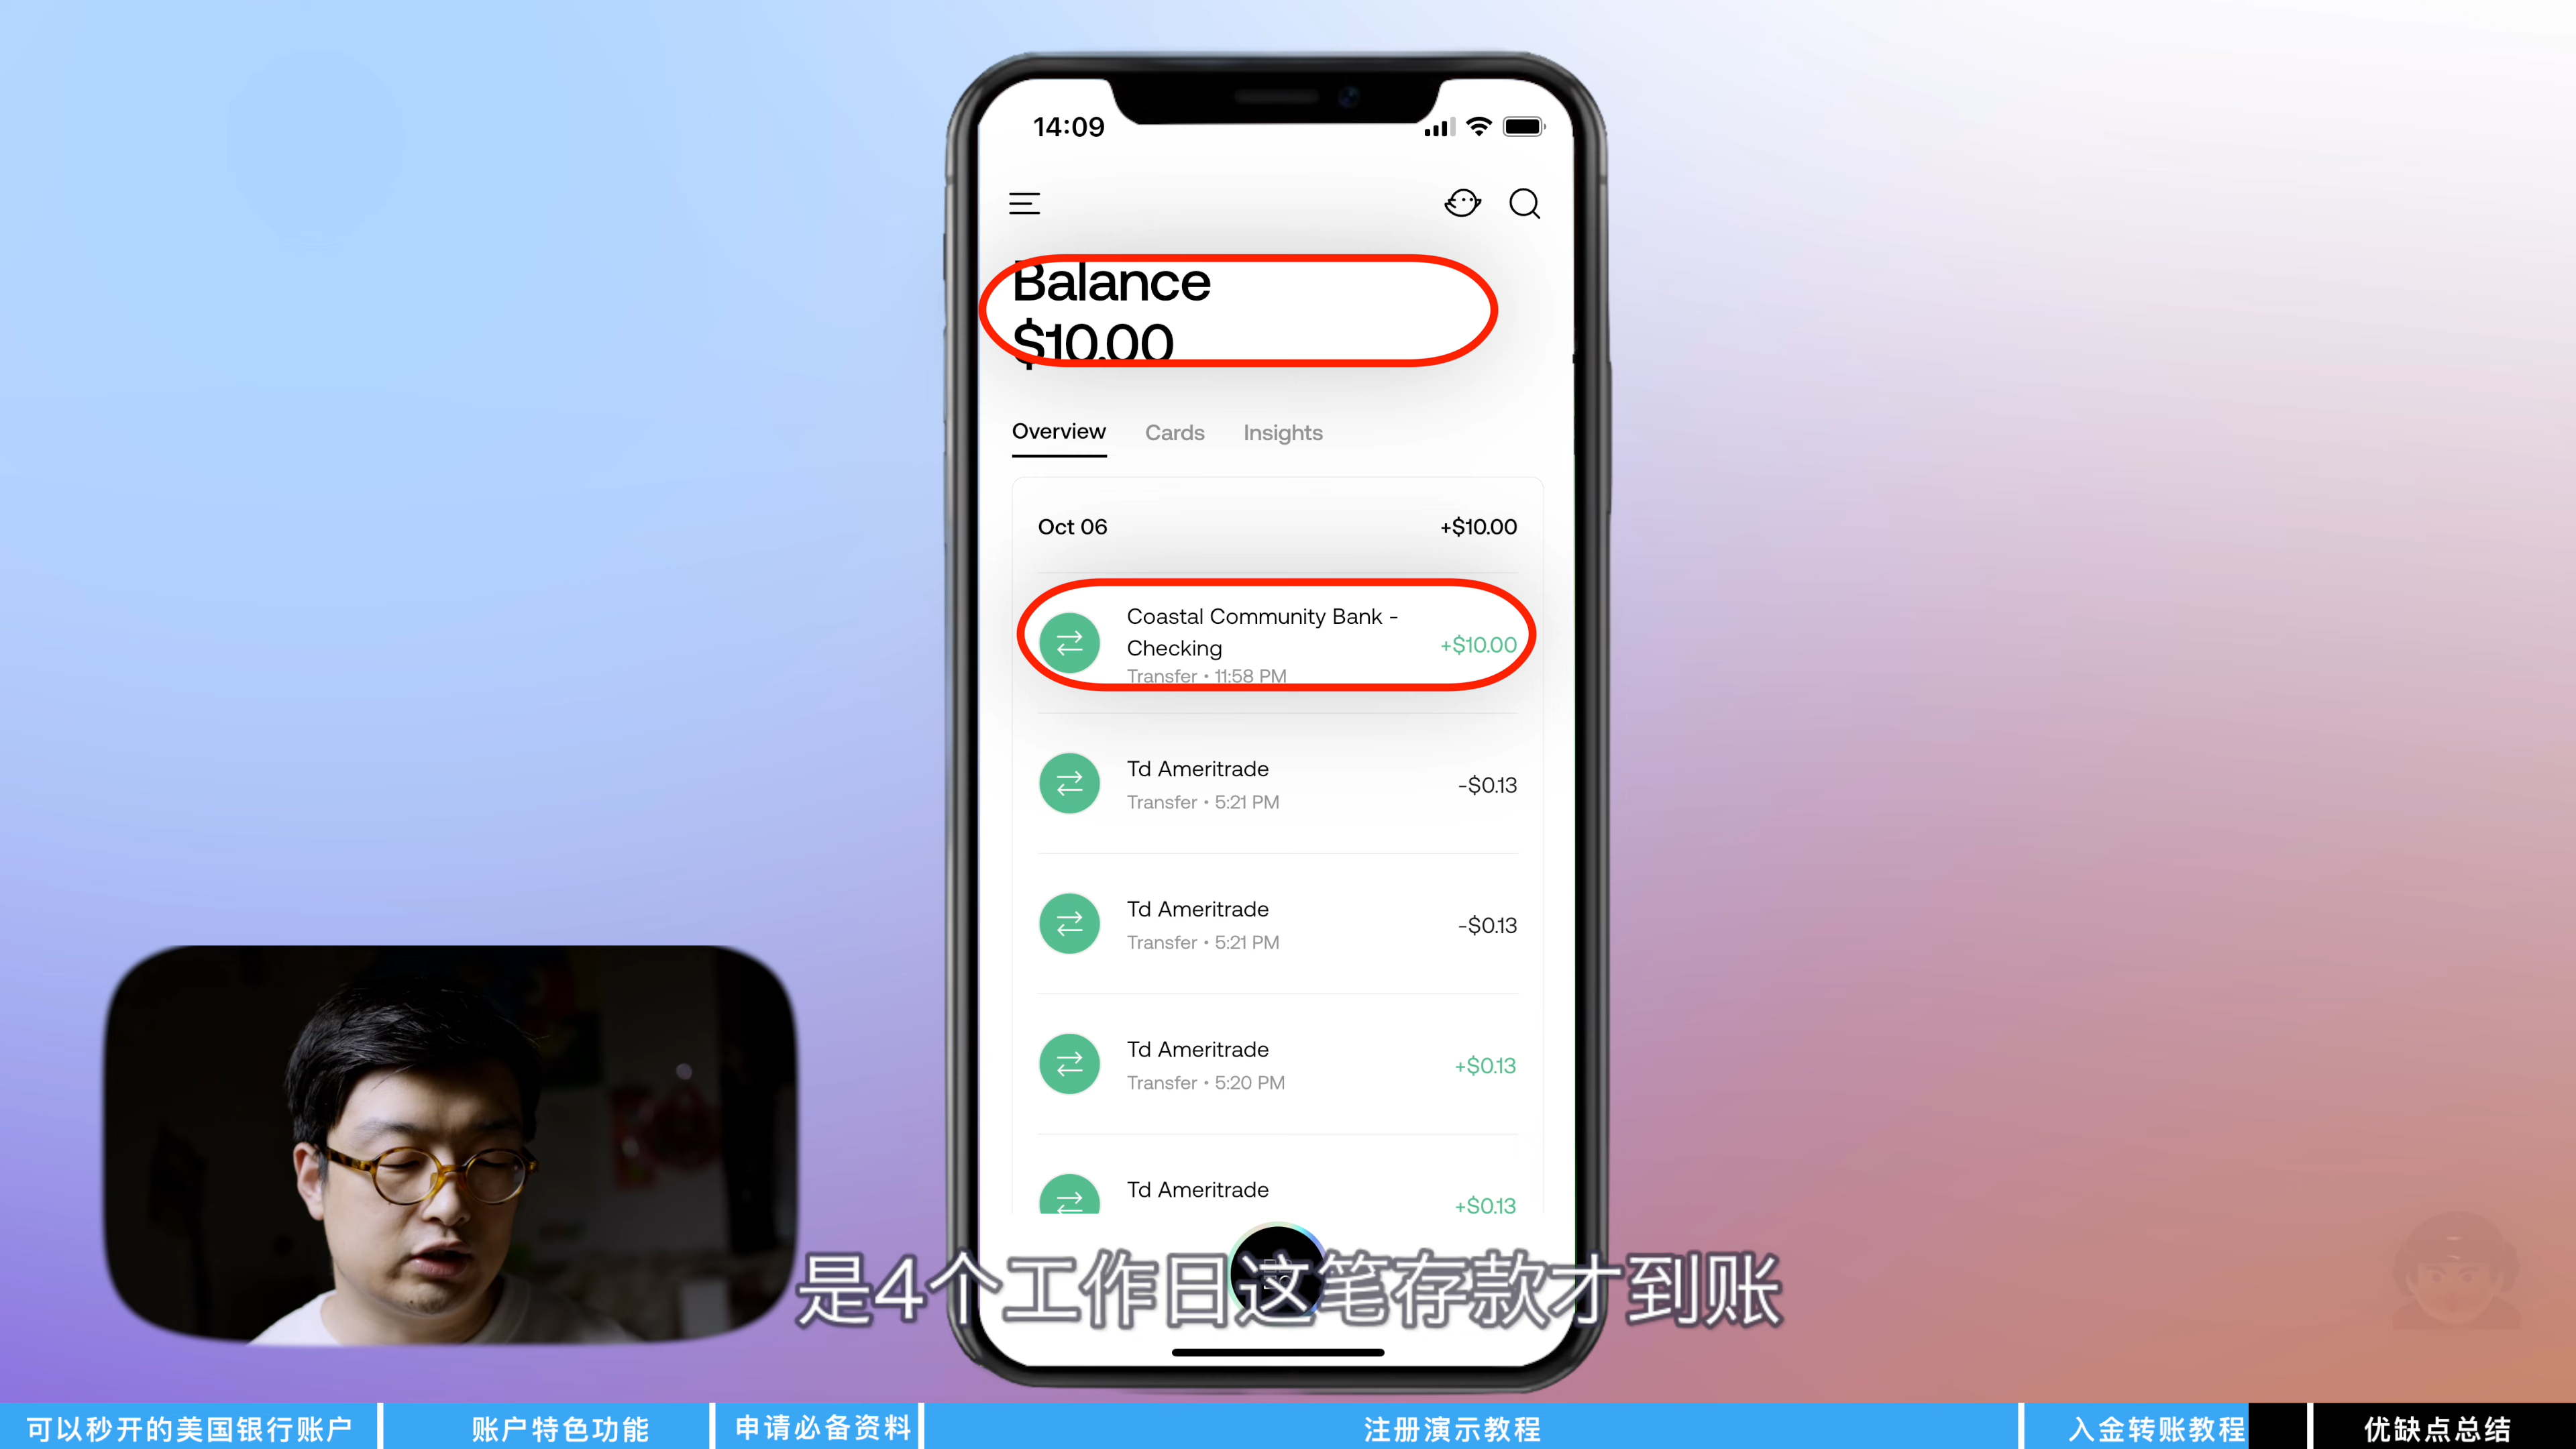 14:09
Balance
$10.00
Overview Cards Insights
Oct 06 +$10.00
Coastal Community Bank -
Checking
+$10.00
Transfer • 11:58 PM
Td Ameritrade
-$0.13
Transfer • 5:21 PM
Td Ameritrade
-$0.13
Transfer • 5:21 PM
Td Ameritrade
+$0.13
Transfer • 5:20 PM
Td Ameritrade
+$0.13
是4个工作日这笔存款才到账
可以秒开的美国银行账户 账户特色功能 申请必备资料 注册演示教程 入金转账教程 优缺点总结